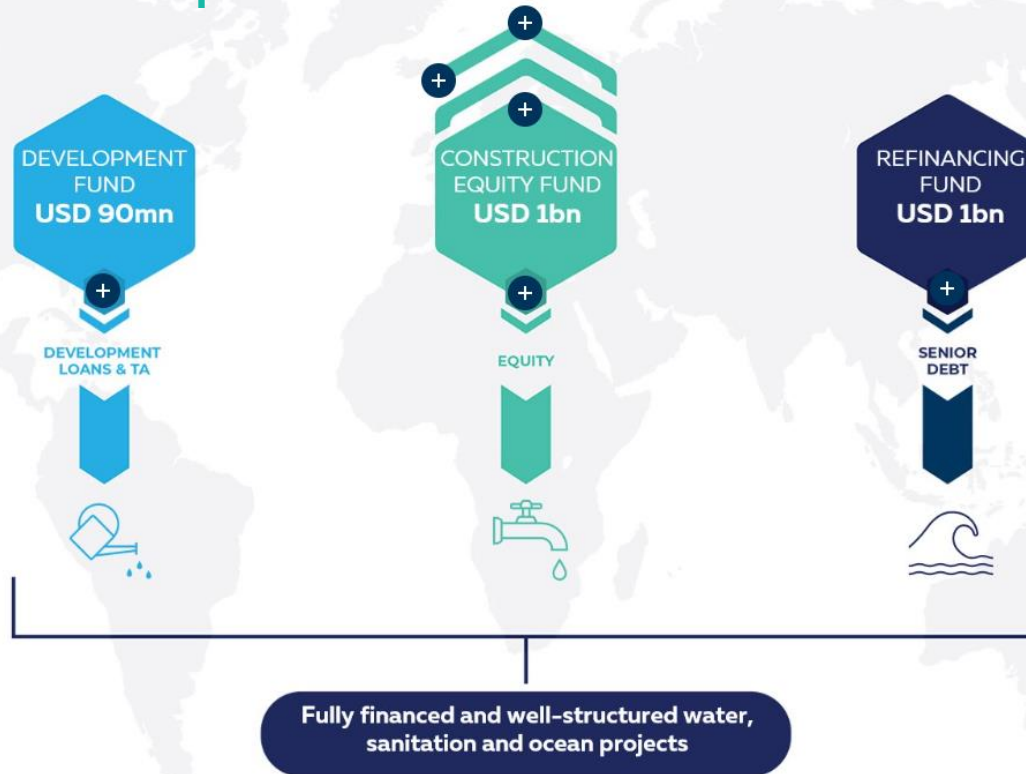 DEVELOPMENT
FUND
USD 90mn
CONSTRUCTION
EQUITY FUND
USD 1bn
REFINANCING
FUND
USD 1bn
DEVELOPMENT
LOANS & TA
EQUITY
SENIOR
DEBT
Fully financed and well-structured water,
sanitation and ocean projects